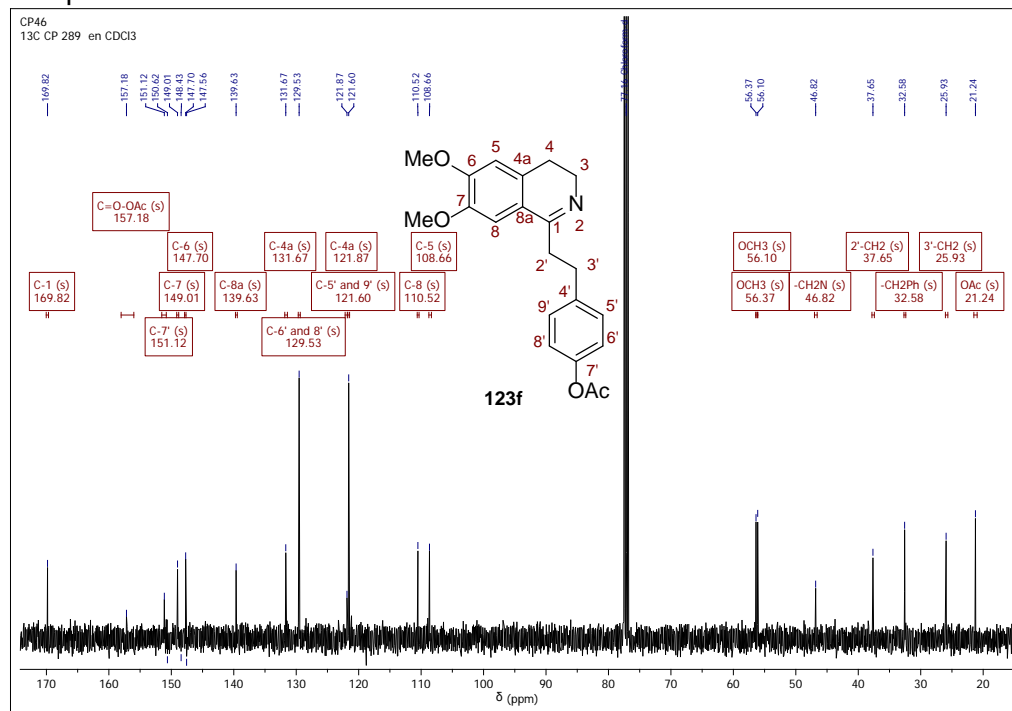 CP46
13C CP 289 en CDCl3
169.82
157.18
151.12
150.62
149.01
148.43
147.70
147.56
139.63
131.67
129.53
121.87
121.60
110.52
108.66
77.16 Chloroform-d
56.37
56.10
46.82
37.65
32.58
25.93
21.24
MeO
MeO
6
5
4a
4
3
N
2
7
8
8a
1
2'
3'
4'
9'
5'
8'
6'
7'
OAc
123f
C=O-OAc (s)
157.18
C-6 (s)
147.70
C-4a (s)
131.67
C-4a (s)
121.87
C-5 (s)
108.66
OCH3 (s)
56.10
2'-CH2 (s)
37.65
3'-CH2 (s)
25.93
C-1 (s)
169.82
C-7 (s)
149.01
C-8a (s)
139.63
C-5' and 9' (s)
121.60
C-8 (s)
110.52
OCH3 (s)
56.37
-CH2N (s)
46.82
-CH2Ph (s)
32.58
OAc (s)
21.24
C-7' (s)
151.12
C-6' and 8' (s)
129.53
170 160 150 140 130 120 110 100 90 80 70 60 50 40 30 20
δ (ppm)